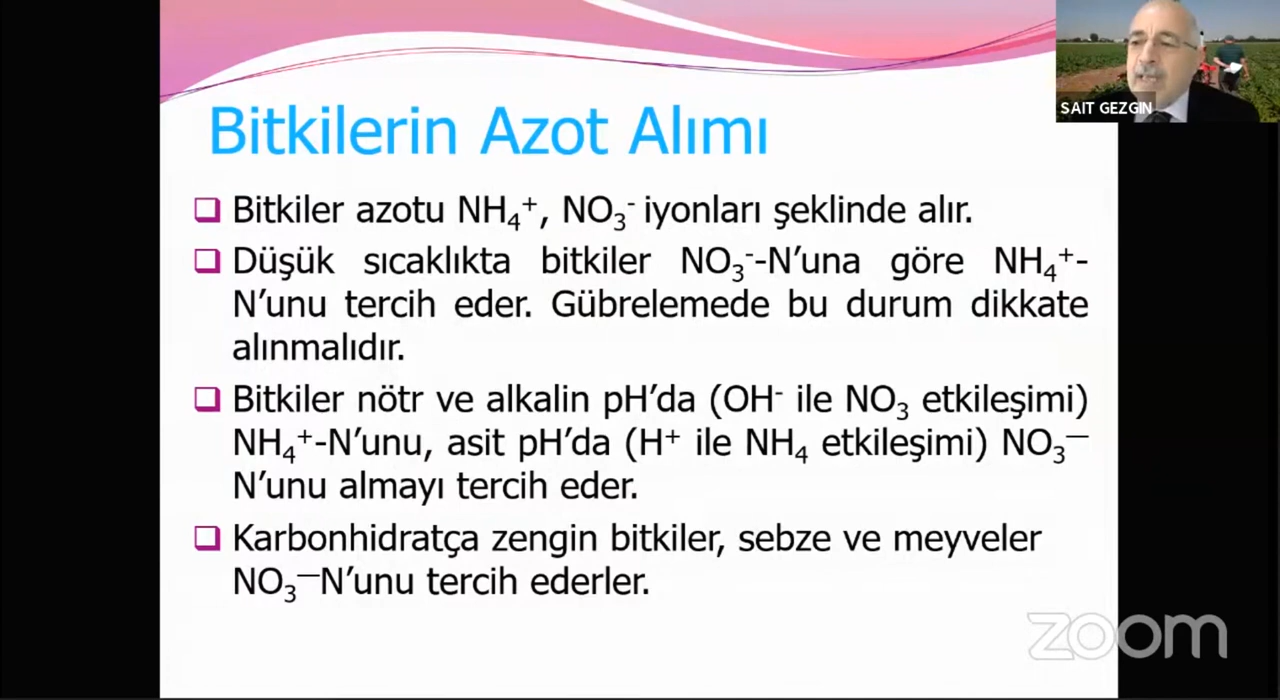 SAIT GEZGIN
Bitkilerin Azot Alımı
❑ Bitkiler azotu NH₄⁺, NO₃⁻ iyonları şeklinde alır.
❑ Düşük sıcaklıkta bitkiler NO₃⁻-N’una göre NH₄⁺-
N’unu tercih eder. Gübrelemede bu durum dikkate
alınmalıdır.
❑ Bitkiler nötr ve alkalin pH’da (OH⁻ ile NO₃ etkileşimi)
NH₄⁺-N’unu, asit pH’da (H⁺ ile NH₄ etkileşimi) NO₃—
N’unu almayı tercih eder.
❑ Karbonhidratça zengin bitkiler, sebze ve meyveler
NO₃—N’unu tercih ederler.
zoom